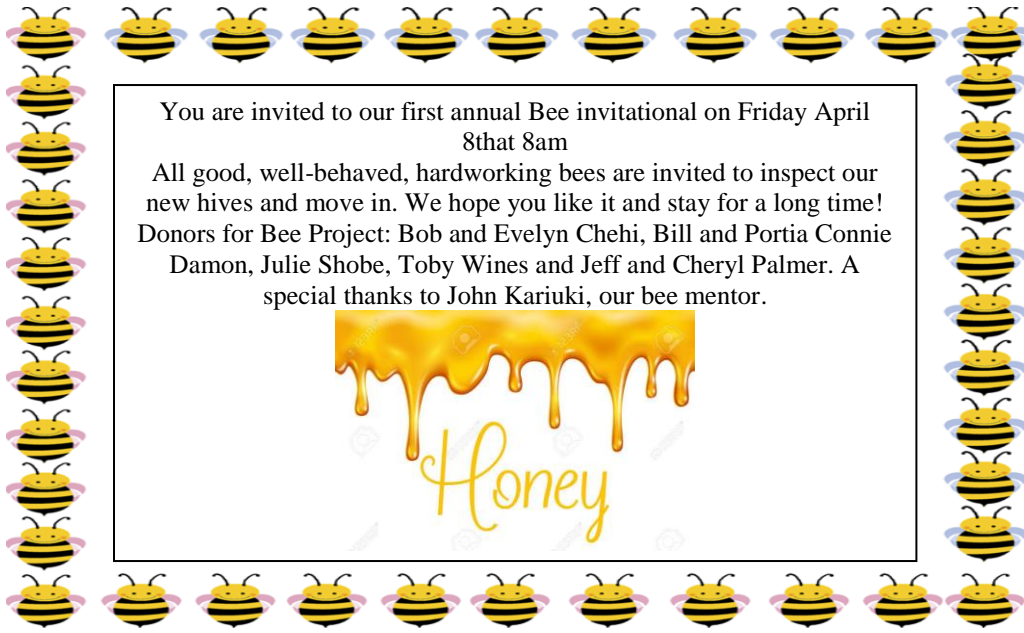 You are invited to our first annual Bee invitational on Friday April
8that 8am
All good, well-behaved, hardworking bees are invited to inspect our
new hives and move in. We hope you like it and stay for a long time!
Donors for Bee Project: Bob and Evelyn Chehi, Bill and Portia Connie
Damon, Julie Shobe, Toby Wines and Jeff and Cheryl Palmer. A
special thanks to John Kariuki, our bee mentor.
Honey